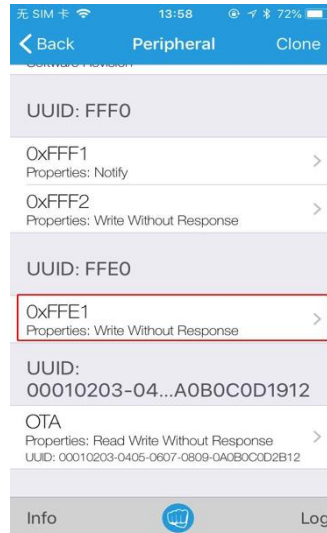 无 SIM 卡 13:58 72%
Back Peripheral Clone
Software Revision
UUID: FFF0
0xFFF1
Properties: Notify
0xFFF2
Properties: Write Without Response
UUID: FFE0
0xFFE1
Properties: Write Without Response
UUID:
00010203-04...A0B0C0D1912
OTA
Properties: Read Write Without Response
UUID: 00010203-0405-0607-0809-0A0B0C0D2B12
Info Log